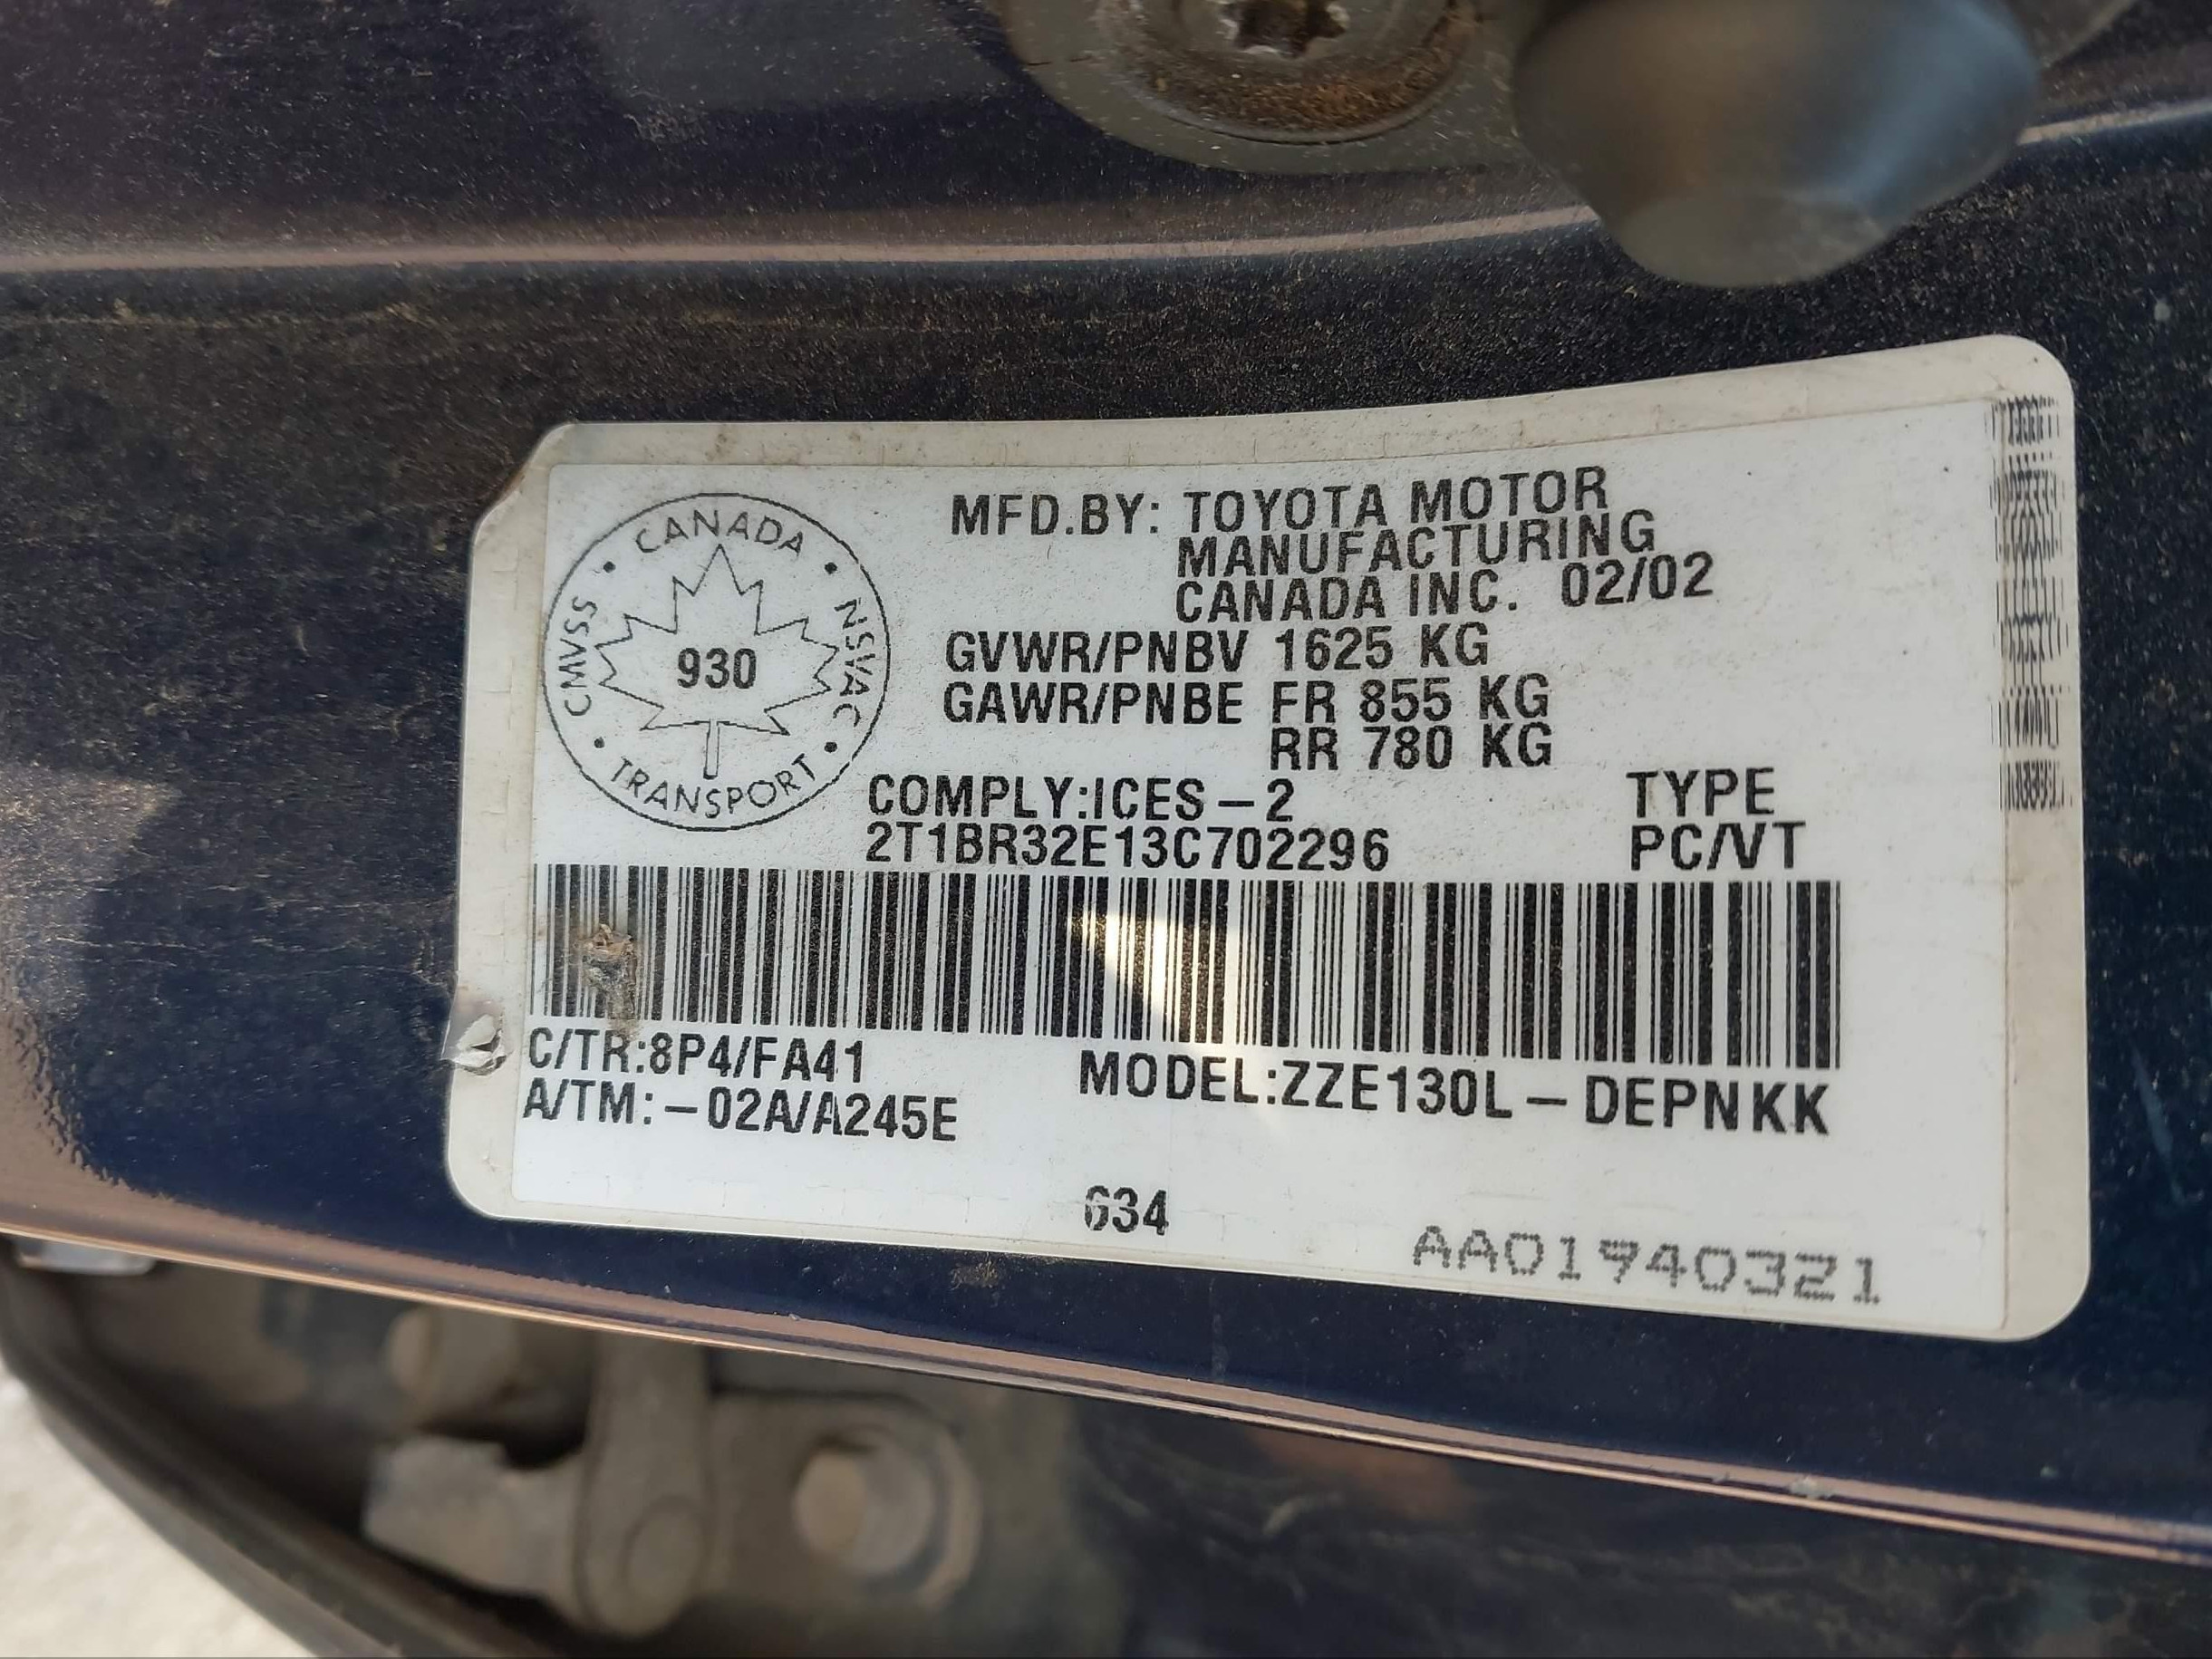 CANADA
NSVAC
TRANSPORT
CMVSS
930
MFD.BY: TOYOTA MOTOR
MANUFACTURING
CANADA INC. 02/02
GVWR/PNBV 1625 KG
GAWR/PNBE FR 855 KG
RR 780 KG
COMPLY:ICES-2 TYPE
2T1BR32E13C702296 PC/VT
C/TR:8P4/FA41 MODEL:ZZE130L-DEPNKK
A/TM:-02A/A245E
634
AA01940321